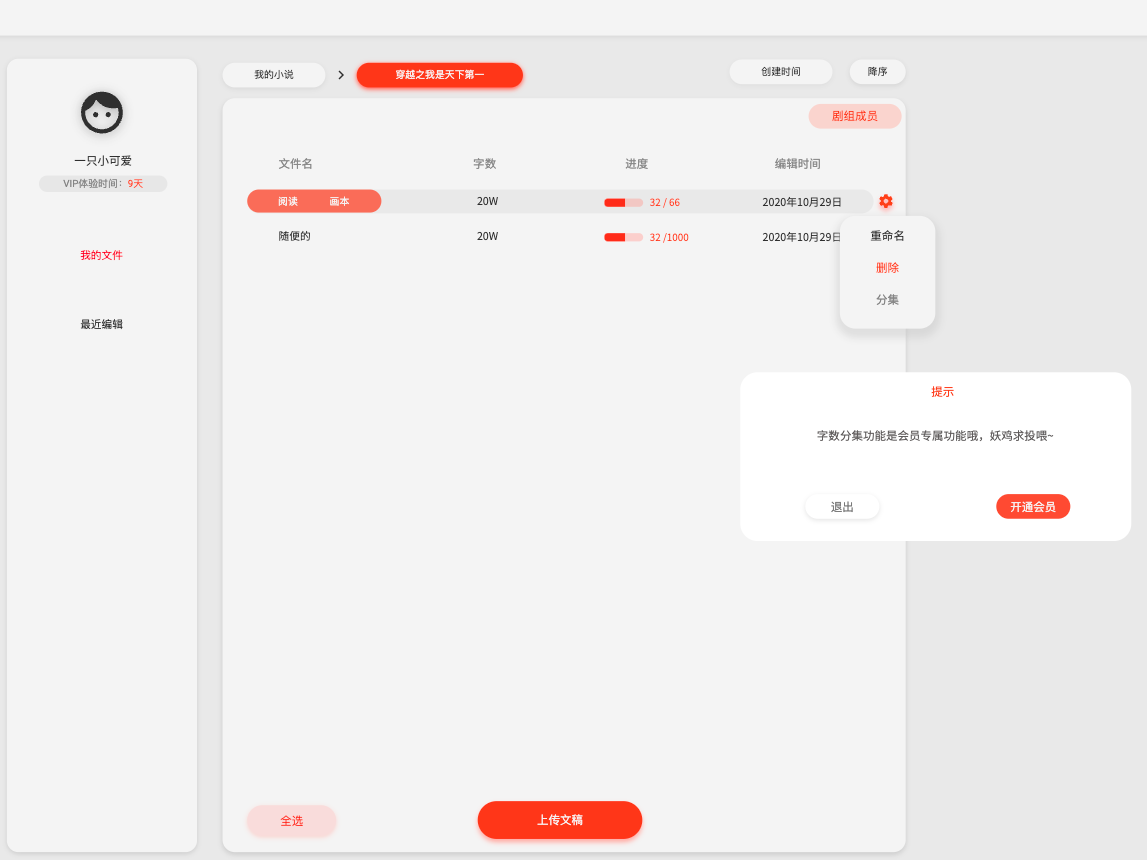 一只小可爱
VIP体验时间：9天
我的文件
最近编辑
我的小说 > 穿越之我是天下第一
创建时间 降序
剧组成员
文件名 字数 进度 编辑时间
阅读 画本 20W 32 / 66 2020年10月29日
随便的 20W 32 /1000 2020年10月29日
重命名
删除
分集
提示
字数分集功能是会员专属功能哦，妖鸡求投喂~
退出 开通会员
全选 上传文稿